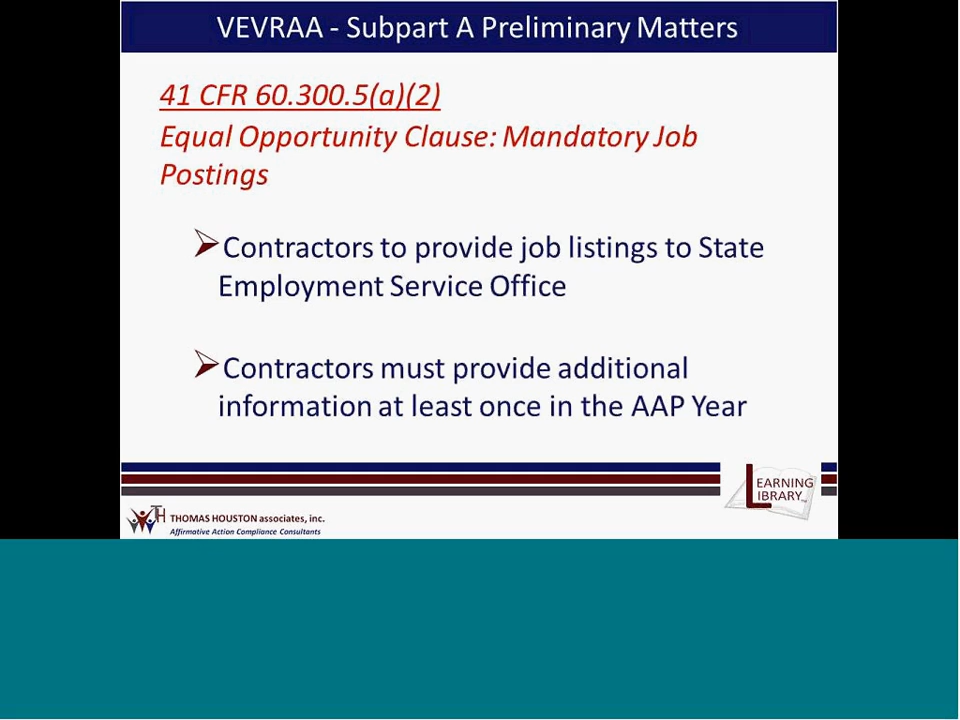 VEVRAA - Subpart A Preliminary Matters
41 CFR 60.300.5(a)(2)
Equal Opportunity Clause: Mandatory Job
Postings
Contractors to provide job listings to State
Employment Service Office
Contractors must provide additional
information at least once in the AAP Year
LEARNING
LIBRARY
TH
THOMAS HOUSTON associates, inc.
Affirmative Action Compliance Consultants